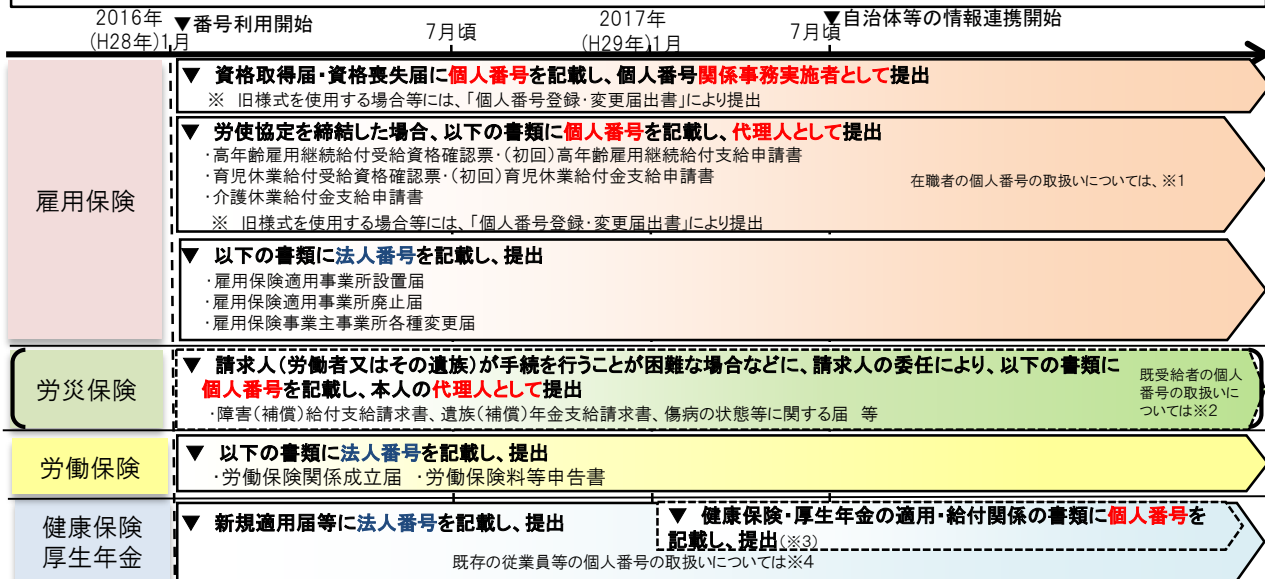 2016年
(H28年)1月
▼番号利用開始
7月頃
2017年
(H29年)1月
7月頃
▼自治体等の情報連携開始
雇用保険
▼ 資格取得届・資格喪失届に個人番号を記載し、個人番号関係事務実施者として提出
※ 旧様式を使用する場合等には、「個人番号登録・変更届出書」により提出
▼ 労使協定を締結した場合、以下の書類に個人番号を記載し、代理人として提出
・高年齢雇用継続給付受給資格確認票・(初回)高年齢雇用継続給付支給申請書
・育児休業給付受給資格確認票・(初回)育児休業給付金支給申請書
・介護休業給付金支給申請書
在職者の個人番号の取扱いについては、※1
※ 旧様式を使用する場合等には、「個人番号登録・変更届出書」により提出
▼ 以下の書類に法人番号を記載し、提出
・雇用保険適用事業所設置届
・雇用保険適用事業所廃止届
・雇用保険事業主事業所各種変更届
労災保険
▼ 請求人(労働者又はその遺族)が手続を行うことが困難な場合などに、請求人の委任により、以下の書類に
個人番号を記載し、本人の代理人として提出
・障害(補償)給付支給請求書、遺族(補償)年金支給請求書、傷病の状態等に関する届 等
既受給者の個人
番号の取扱いに
ついては※2
労働保険
▼ 以下の書類に法人番号を記載し、提出
・労働保険関係成立届 ・労働保険料等申告書
健康保険
厚生年金
▼ 新規適用届等に法人番号を記載し、提出
▼ 健康保険・厚生年金の適用・給付関係の書類に個人番号を
記載し、提出(※3)
既存の従業員等の個人番号の取扱いについては※4